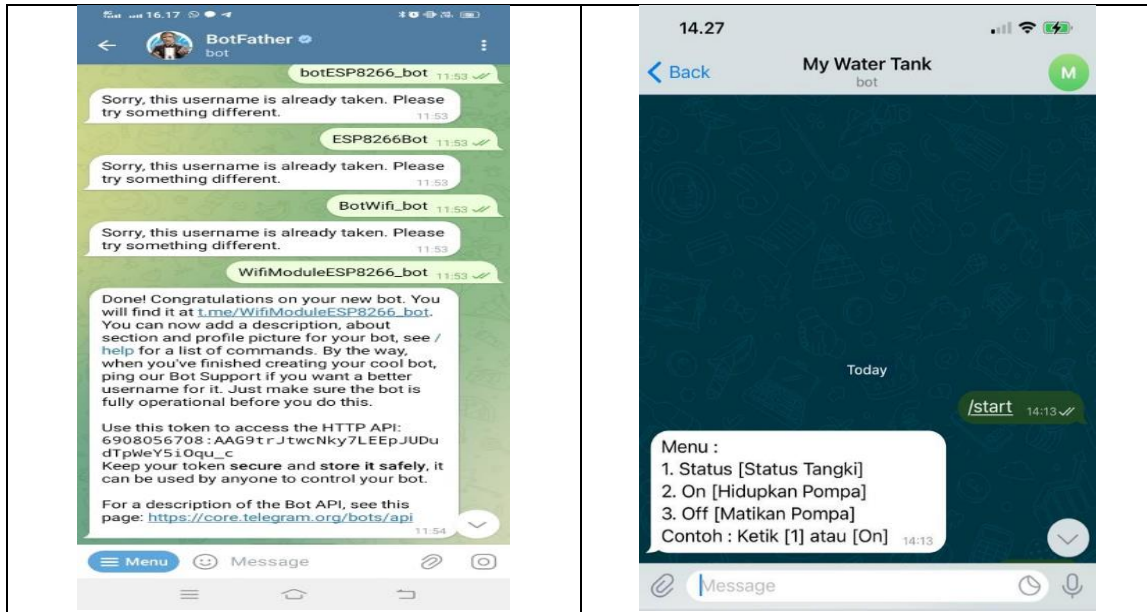 16.17
BotFather
bot
botESP8266_bot 11:53
Sorry, this username is already taken. Please
try something different. 11:53
ESP8266Bot 11:53
Sorry, this username is already taken. Please
try something different. 11:53
BotWifi_bot 11:53
Sorry, this username is already taken. Please
try something different. 11:53
WifiModuleESP8266_bot 11:53
Done! Congratulations on your new bot. You
will find it at t.me/WifiModuleESP8266_bot.
You can now add a description, about
section and profile picture for your bot, see /
help for a list of commands. By the way,
when you've finished creating your cool bot,
ping our Bot Support if you want a better
username for it. Just make sure the bot is
fully operational before you do this.
Use this token to access the HTTP API:
6908056708:AAG9trJtwcNky7LEEpJUDu
dTpWeY5iOqu_c
Keep your token secure and store it safely, it
can be used by anyone to control your bot.
For a description of the Bot API, see this
page: https://core.telegram.org/bots/api
11:54
Menu
Message
14.27
Back
My Water Tank
bot
M
Today
/start 14:13
Menu :
1. Status [Status Tangki]
2. On [Hidupkan Pompa]
3. Off [Matikan Pompa]
Contoh : Ketik [1] atau [On] 14:13
Message